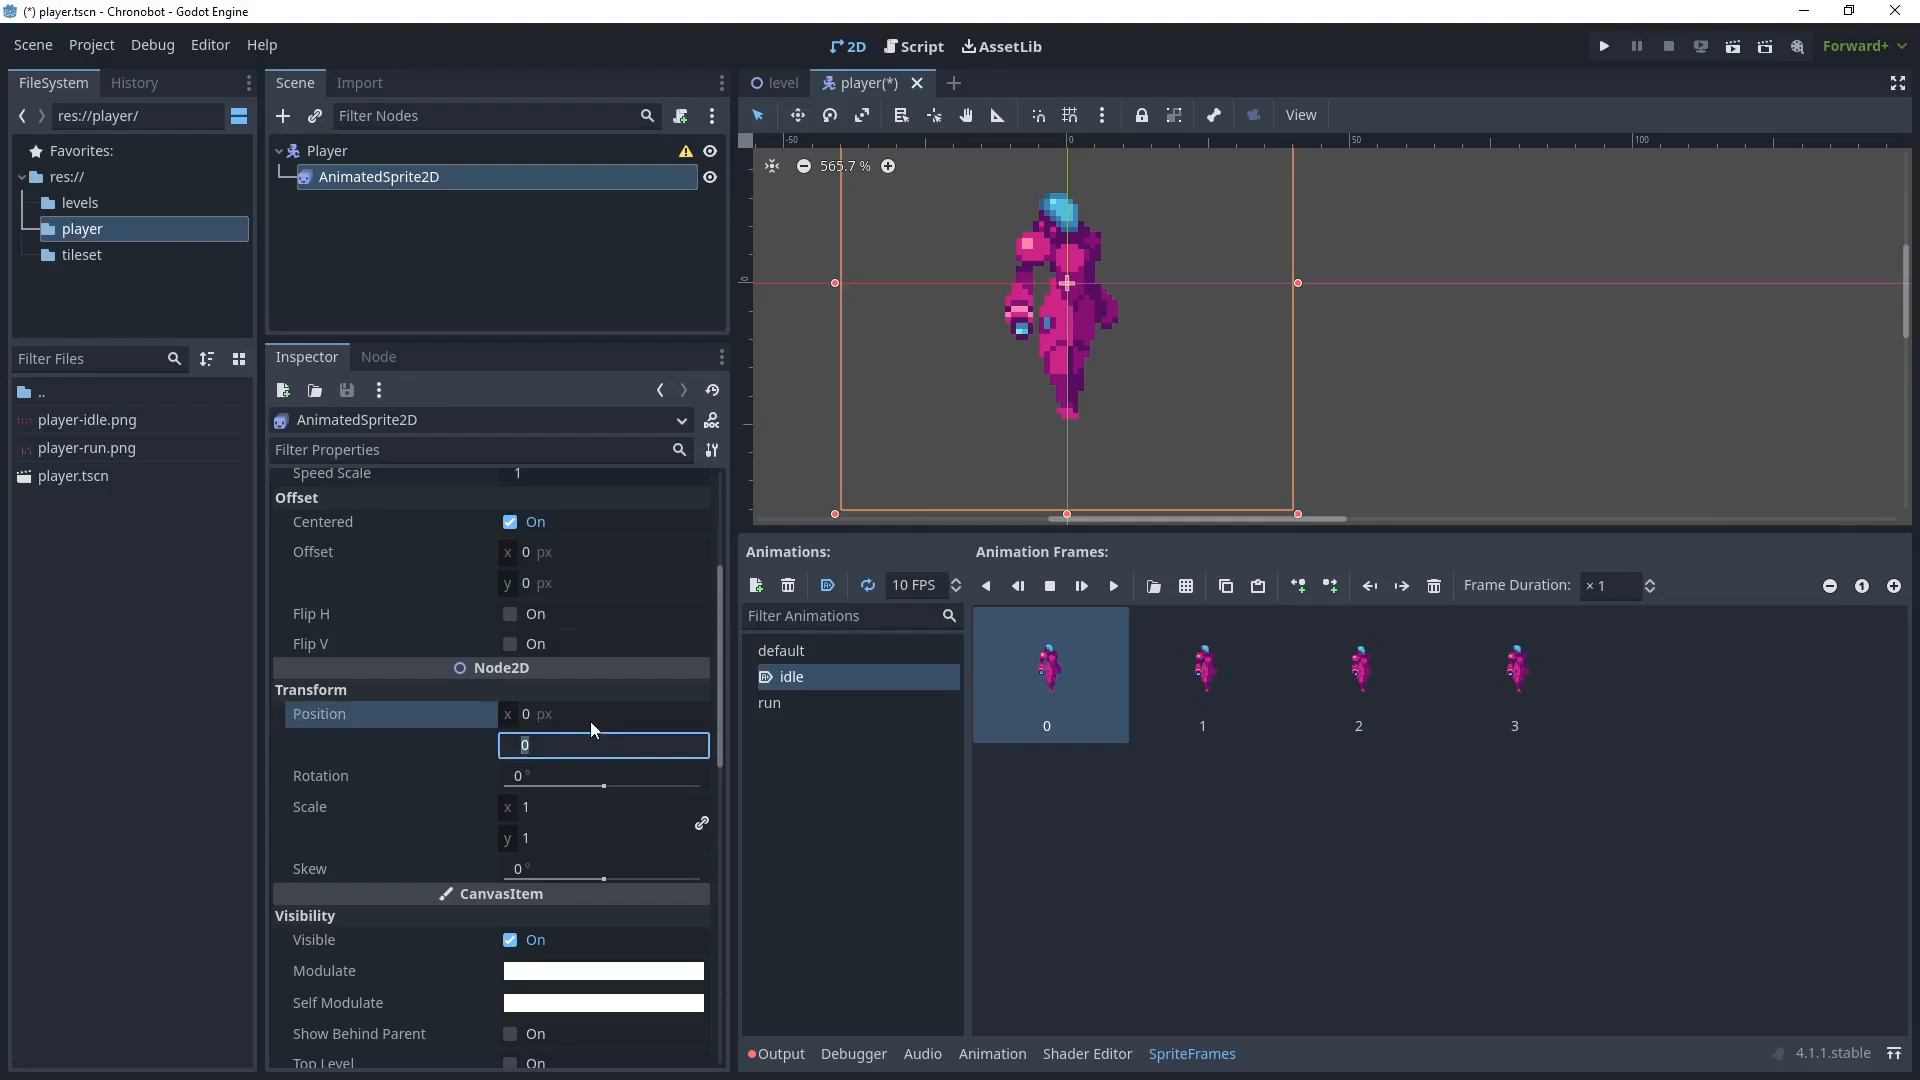 (*) player.tscn - Chronobot - Godot Engine
Scene Project Debug Editor Help
2D Script AssetLib
Forward+
FileSystem History
Scene Import
level player(*)
res://player/
Filter Nodes
View
Favorites:
res://
levels
player
tileset
Player
AnimatedSprite2D
-50 0 50 100
0
565.7 %
Filter Files
..
player-idle.png
player-run.png
player.tscn
Inspector Node
AnimatedSprite2D
DOC
Filter Properties
Speed Scale 1
Offset
Centered On
Offset x 0 px
y 0 px
Flip H On
Flip V On
Node2D
Transform
Position x 0 px
0
Rotation 0 °
Scale x 1
y 1
Skew 0 °
CanvasItem
Visibility
Visible On
Modulate
Self Modulate
Show Behind Parent On
Top Level On
Animations: Animation Frames:
10 FPS
Frame Duration: × 1
Filter Animations
default
idle
run
0 1 2 3
Output Debugger Audio Animation Shader Editor SpriteFrames
4.1.1.stable